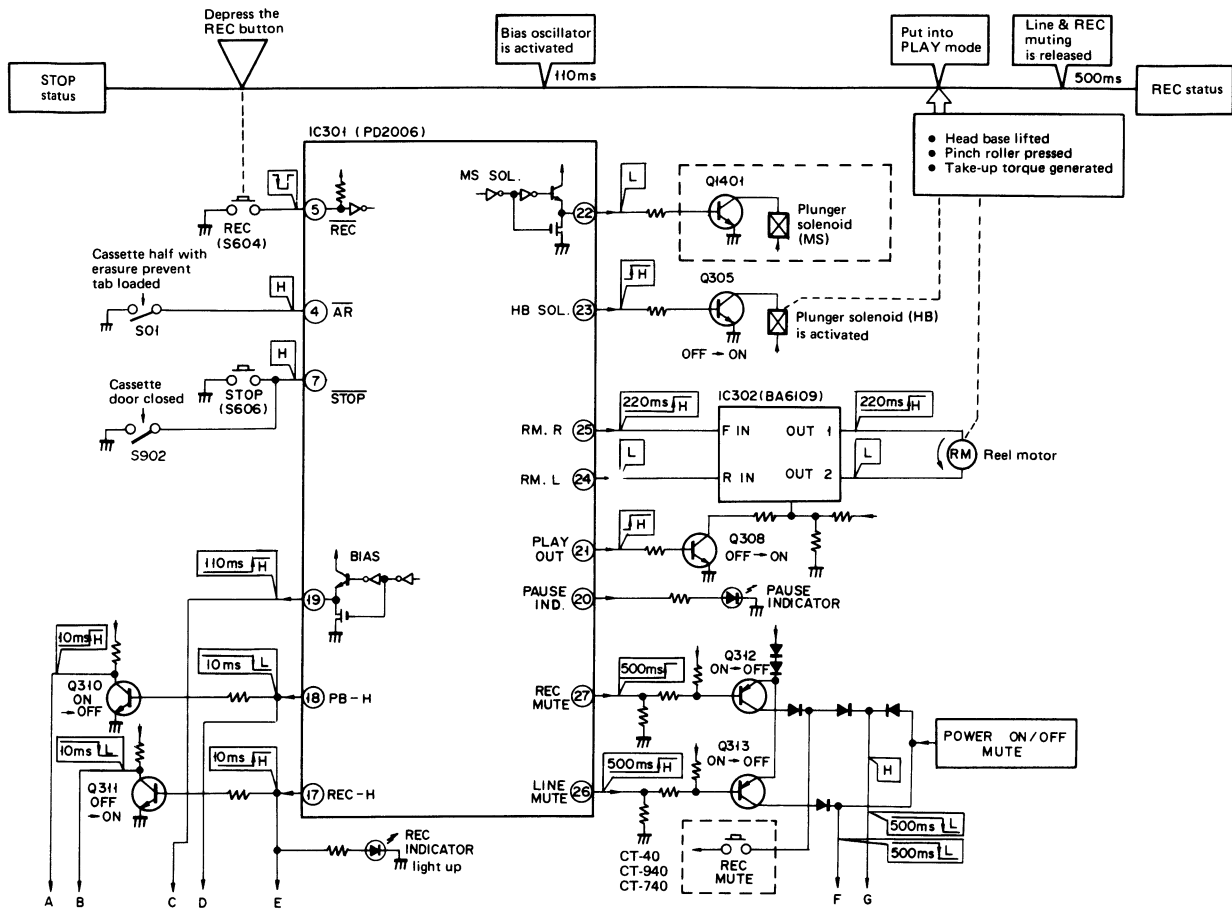 Depress the
REC button
Bias oscillator
is activated
Put into
PLAY mode
Line & REC
muting
is released
STOP
status
110ms
500ms
REC status
IC301 (PD2006)
• Head base lifted
• Pinch roller pressed
• Take-up torque generated
MS SOL.
22
L
Q1401
Plunger
solenoid
(MS)
5
REC
REC
(S604)
Cassette half with
erasure prevent
tab loaded
H
4
AR
S01
HB SOL.
23
H
Q305
OFF → ON
Plunger solenoid (HB)
is activated
H
7
STOP
STOP
(S606)
Cassette
door closed
S902
IC302(BA6109)
RM. R
25
220ms H
F IN
OUT 1
220ms H
RM. L
24
L
R IN
OUT 2
L
RM
Reel motor
PLAY
OUT
21
H
Q308
OFF → ON
110ms H
BIAS
19
PAUSE
IND.
20
PAUSE
INDICATOR
10ms H
Q310
ON
→ OFF
10ms L
18
PB-H
REC
MUTE
27
500ms
Q312
ON → OFF
POWER ON/OFF
MUTE
10ms L
Q311
OFF
→ ON
10ms H
17
REC-H
LINE
MUTE
26
500ms H
Q313
ON → OFF
H
500ms L
500ms L
REC
INDICATOR
light up
CT-40
CT-940
CT-740
REC
MUTE
A
B
C
D
E
F
G